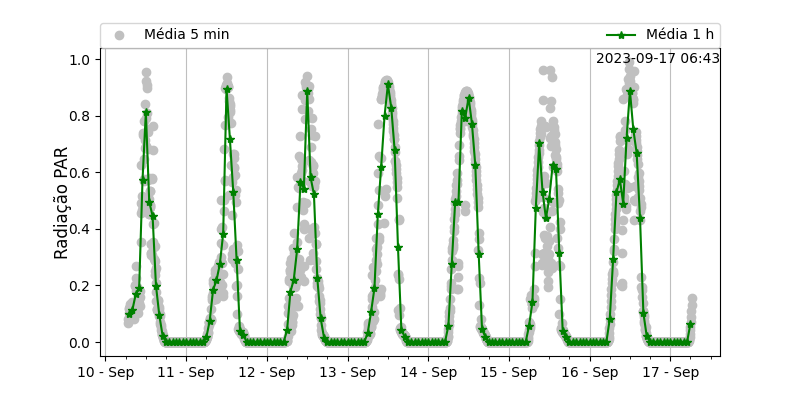 Média 5 min
Média 1 h
2023-09-17 06:43
Radiação PAR
1.0
0.8
0.6
0.4
0.2
0.0
10 - Sep
11 - Sep
12 - Sep
13 - Sep
14 - Sep
15 - Sep
16 - Sep
17 - Sep